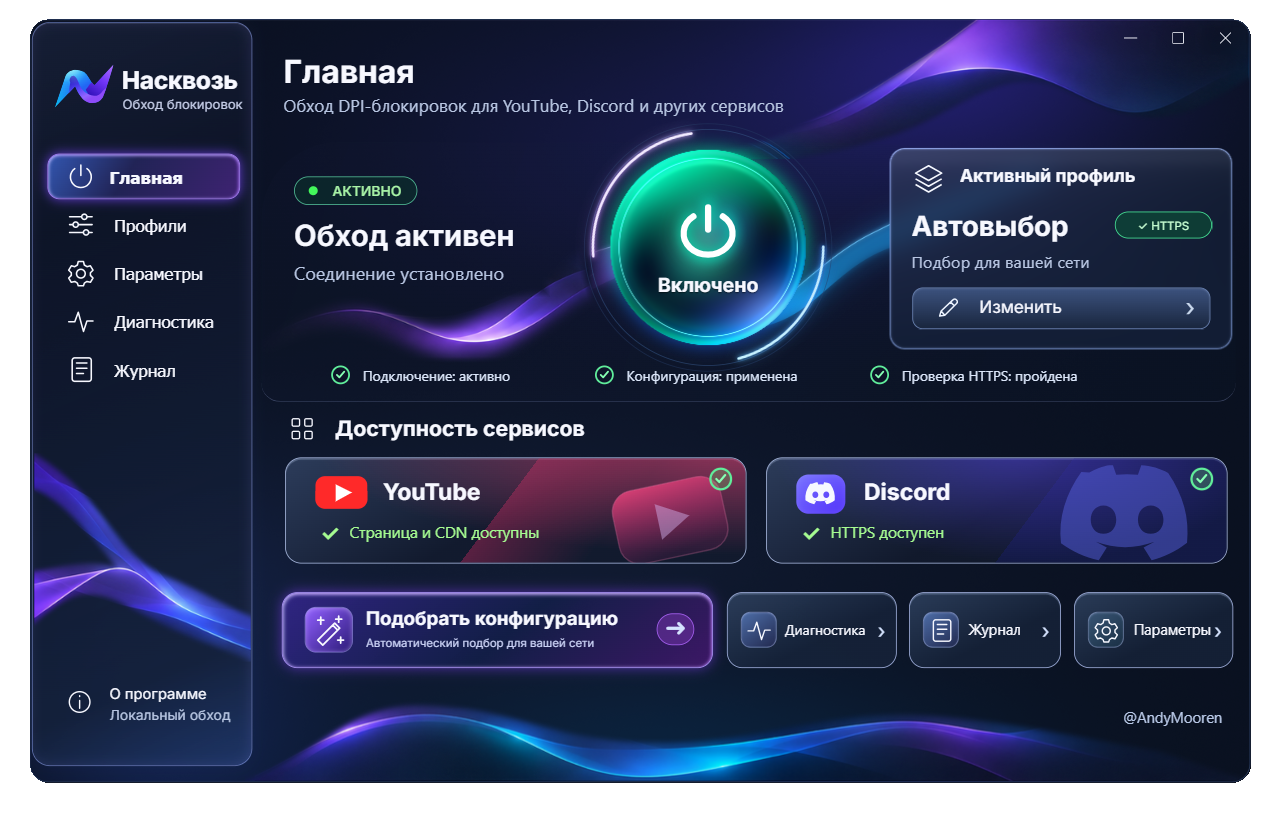 Насквозь
Обход блокировок
Главная
Профили
Параметры
Диагностика
Журнал
О программе
Локальный обход
Главная
Обход DPI-блокировок для YouTube, Discord и других сервисов
АКТИВНО
Обход активен
Соединение установлено
Включено
Активный профиль
Автовыбор
HTTPS
Подбор для вашей сети
Изменить
Подключение: активно
Конфигурация: применена
Проверка HTTPS: пройдена
Доступность сервисов
YouTube
Страница и CDN доступны
Discord
HTTPS доступен
Подобрать конфигурацию
Автоматический подбор для вашей сети
Диагностика
Журнал
Параметры
@AndyMooren